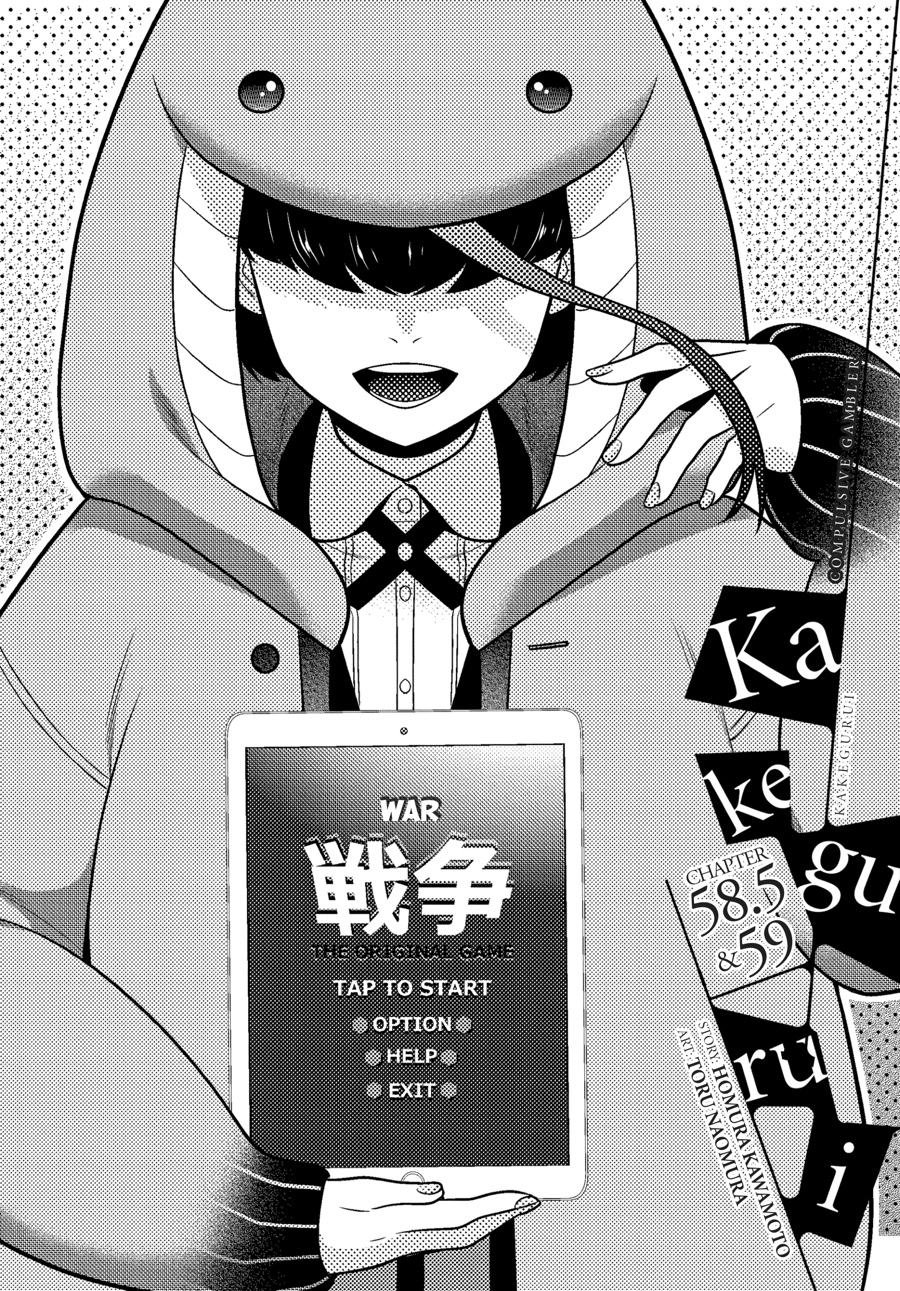 COMPULSIVE GAMBLER
Ka
ke
gu
ru
i
KAKEGURUI
CHAPTER
58.5
& 59
STORY: HOMURA KAWAMOTO
ART: TORU NAOMURA
WAR
戦争
THE ORIGINAL GAME
TAP TO START
OPTION
HELP
EXIT